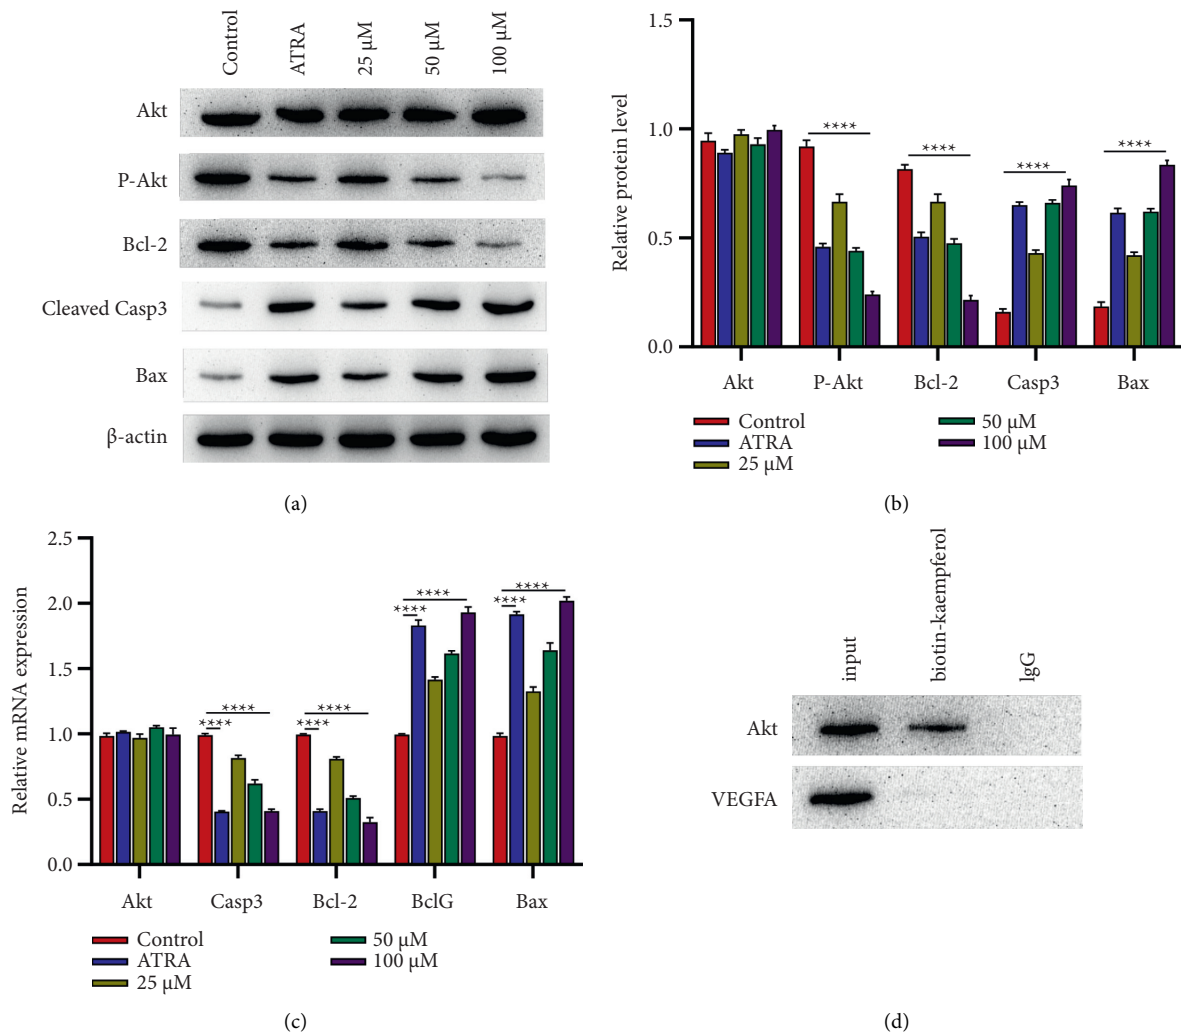 Control
ATRA
25 μM
50 μM
100 μM
Akt
P-Akt
Bcl-2
Cleaved Casp3
Bax
β-actin
(a)
Relative protein level
1.5
1.0
0.5
0.0
**** **** **** ****
Akt P-Akt Bcl-2 Casp3 Bax
Control 50 μM
ATRA 100 μM
25 μM
(b)
Relative mRNA expression
2.5
2.0
1.5
1.0
0.5
0.0
**** **** **** ****
**** **** **** ****
Akt Casp3 Bcl-2 BclG Bax
Control 50 μM
ATRA 100 μM
25 μM
(c)
input
biotin-kaempferol
IgG
Akt
VEGFA
(d)